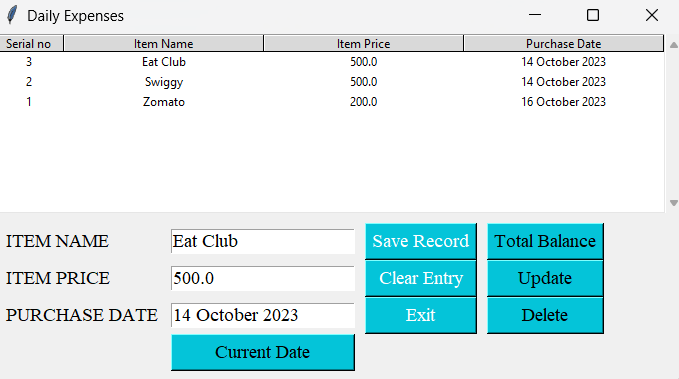 Daily Expenses
Serial no Item Name Item Price Purchase Date
3 Eat Club 500.0 14 October 2023
2 Swiggy 500.0 14 October 2023
1 Zomato 200.0 16 October 2023
ITEM NAME Eat Club Save Record Total Balance
ITEM PRICE 500.0 Clear Entry Update
PURCHASE DATE 14 October 2023 Exit Delete
Current Date